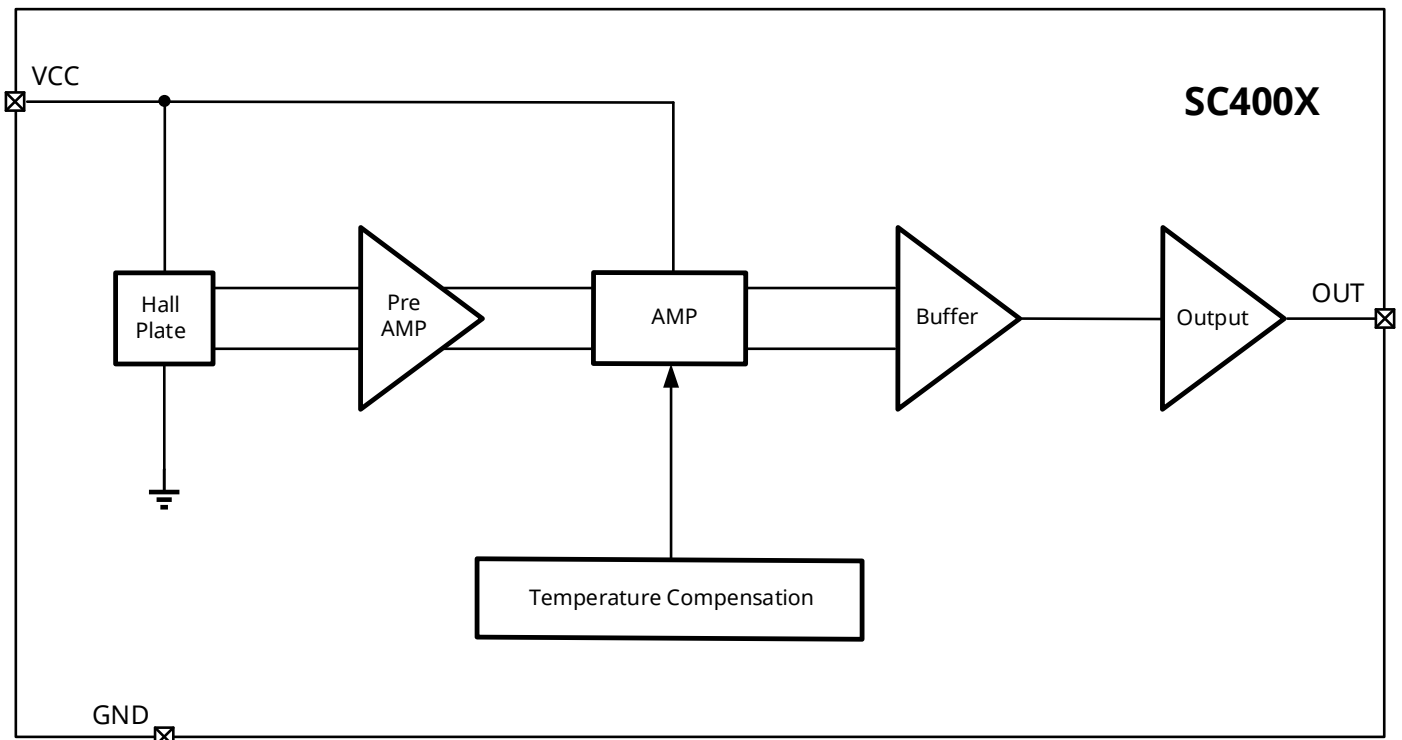 VCC
SC400X
Hall
Plate
Pre
AMP
AMP
Buffer
Output
OUT
Temperature Compensation
GND